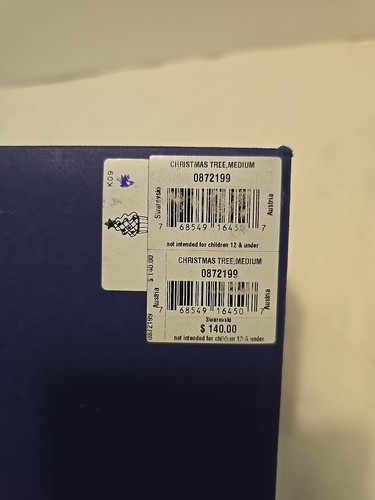 K09
CHRISTMAS TREE,MEDIUM
0872199
Swarovski
Austria
7 68549 16450 7
not intended for children 12 & under
CHRISTMAS TREE,MEDIUM
0872199
Austria
Austria
7 68549 16450 7
Swarovski
$ 140.00
not intended for children 12 & under
$ 140.00
0872199